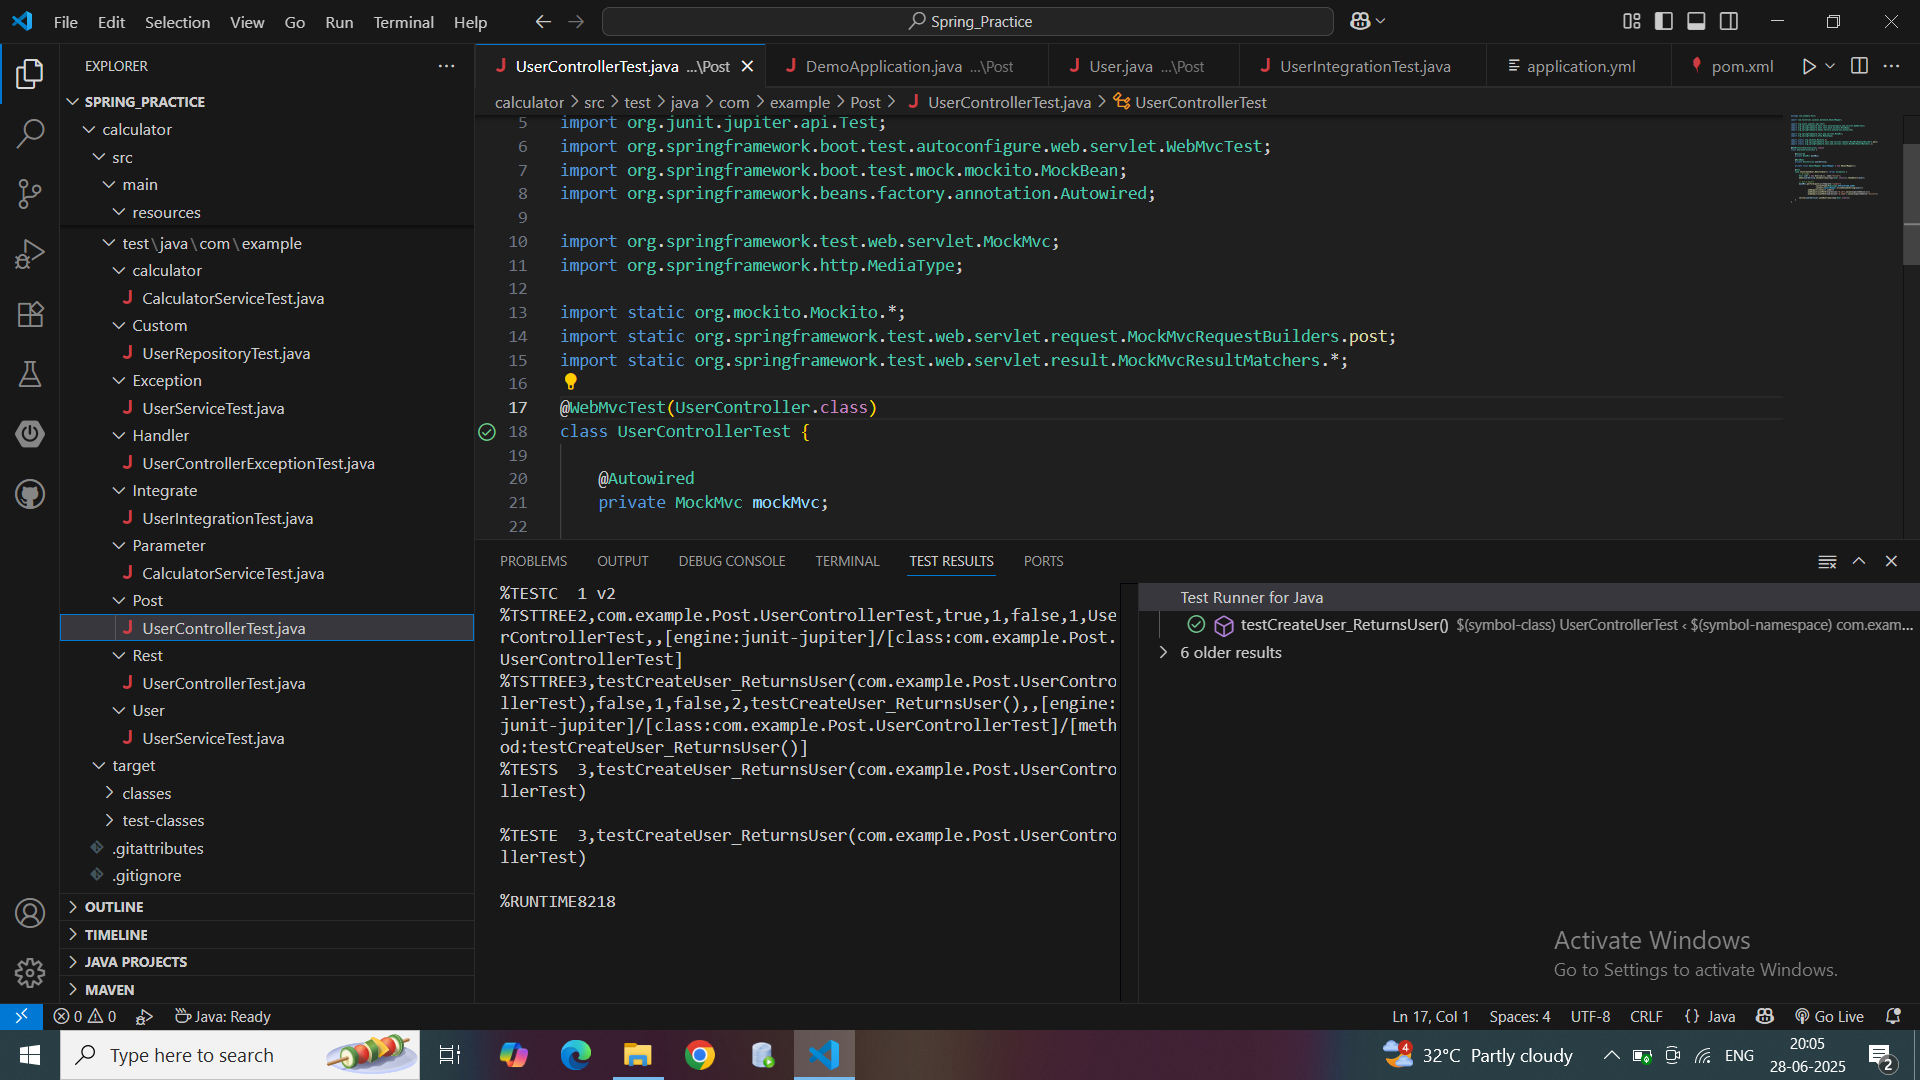 File Edit Selection View Go Run Terminal Help
Spring_Practice
EXPLORER
SPRING_PRACTICE
calculator
src
main
resources
test\java\com\example
calculator
CalculatorServiceTest.java
Custom
UserRepositoryTest.java
Exception
UserServiceTest.java
Handler
UserControllerExceptionTest.java
Integrate
UserIntegrationTest.java
Parameter
CalculatorServiceTest.java
Post
UserControllerTest.java
Rest
UserControllerTest.java
User
UserServiceTest.java
target
classes
test-classes
.gitattributes
.gitignore
OUTLINE
TIMELINE
JAVA PROJECTS
MAVEN
UserControllerTest.java ...\Post
DemoApplication.java ...\Post
User.java ...\Post
UserIntegrationTest.java
application.yml
pom.xml
calculator > src > test > java > com > example > Post > UserControllerTest.java > UserControllerTest
5 import org.junit.jupiter.api.Test;
6 import org.springframework.boot.test.autoconfigure.web.servlet.WebMvcTest;
7 import org.springframework.boot.test.mock.mockito.MockBean;
8 import org.springframework.beans.factory.annotation.Autowired;
9
10 import org.springframework.test.web.servlet.MockMvc;
11 import org.springframework.http.MediaType;
12
13 import static org.mockito.Mockito.*;
14 import static org.springframework.test.web.servlet.request.MockMvcRequestBuilders.post;
15 import static org.springframework.test.web.servlet.result.MockMvcResultMatchers.*;
16
17 @WebMvcTest(UserController.class)
18 class UserControllerTest {
19
20 @Autowired
21 private MockMvc mockMvc;
22
PROBLEMS OUTPUT DEBUG CONSOLE TERMINAL TEST RESULTS PORTS
%TESTC 1 v2
%TSTTREE2,com.example.Post.UserControllerTest,true,1,false,1,Use
rControllerTest,,[engine:junit-jupiter]/[class:com.example.Post.
UserControllerTest]
%TSTTREE3,testCreateUser_ReturnsUser(com.example.Post.UserContro
llerTest),false,1,false,2,testCreateUser_ReturnsUser(),,[engine:
junit-jupiter]/[class:com.example.Post.UserControllerTest]/[meth
od:testCreateUser_ReturnsUser()]
%TESTS 3,testCreateUser_ReturnsUser(com.example.Post.UserContro
llerTest)
%TESTE 3,testCreateUser_ReturnsUser(com.example.Post.UserContro
llerTest)
%RUNTIME8218
Test Runner for Java
testCreateUser_ReturnsUser() $(symbol-class) UserControllerTest < $(symbol-namespace) com.exam...
6 older results
Activate Windows
Go to Settings to activate Windows.
0 0 Java: Ready
Ln 17, Col 1 Spaces: 4 UTF-8 CRLF {} Java Go Live
Type here to search
4 32°C Partly cloudy
ENG
20:05
28-06-2025
2